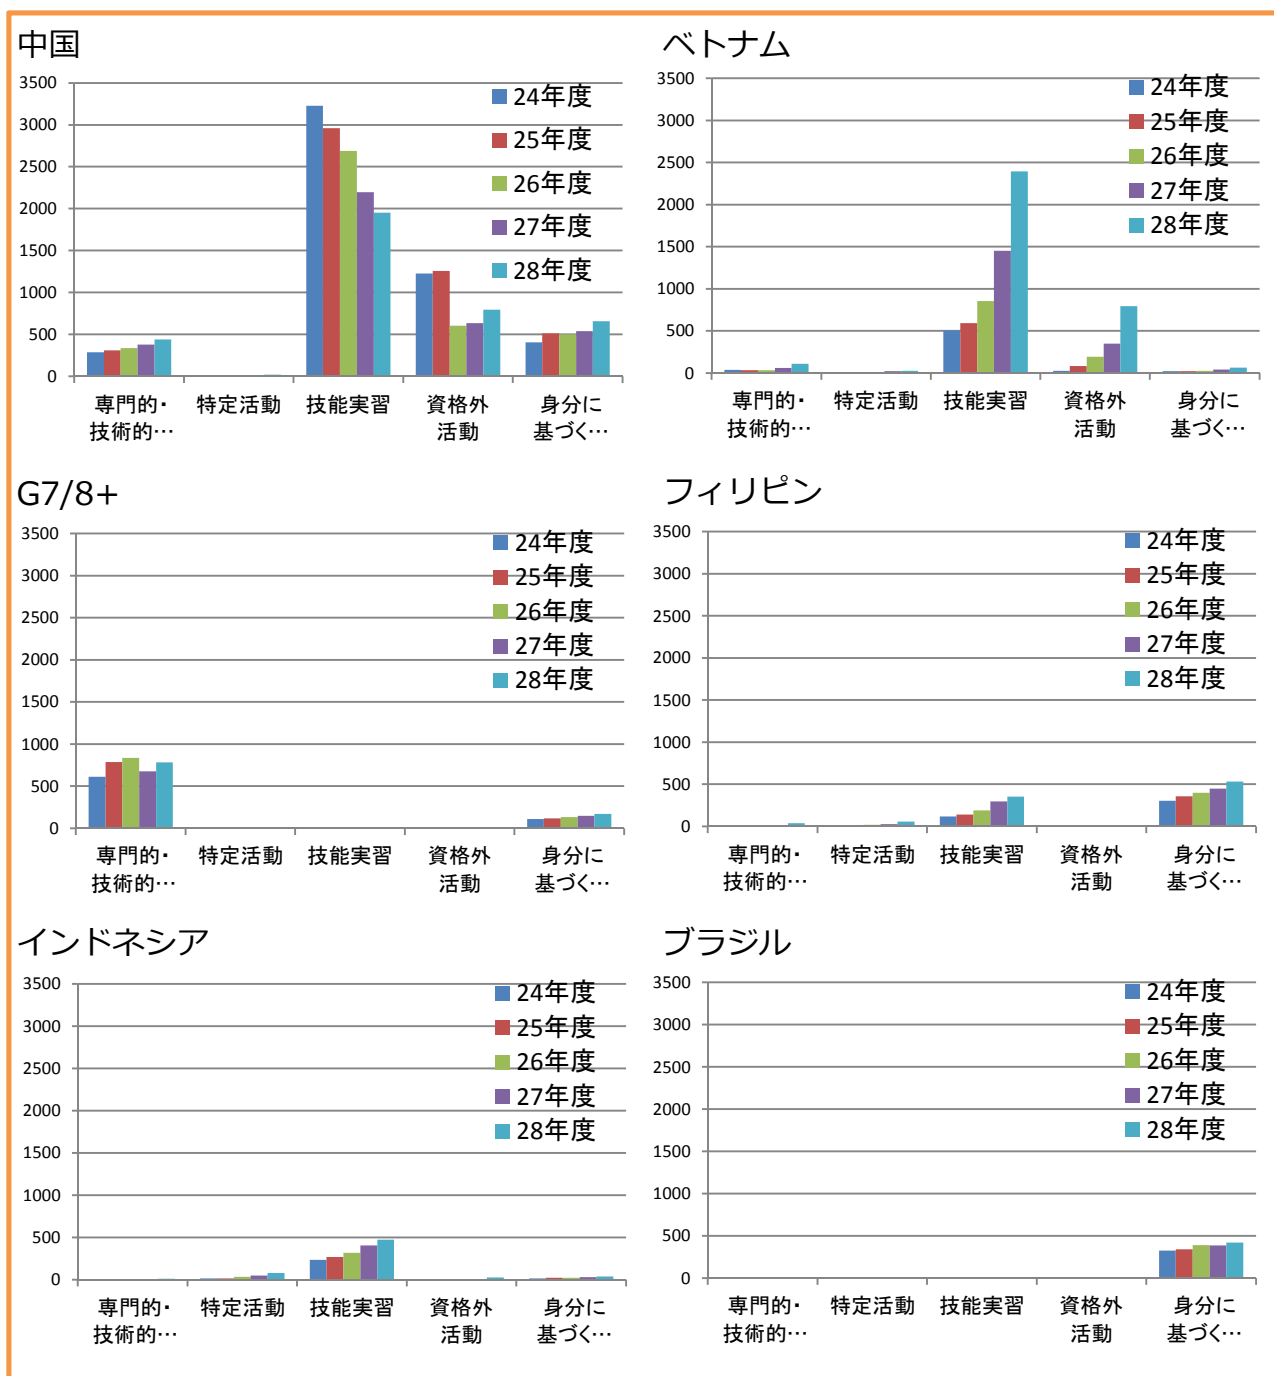 中国
3500
3000
2500
2000
1500
1000
500
0
24年度
25年度
26年度
27年度
28年度
専門的・
技術的…
特定活動
技能実習
資格外
活動
身分に
基づく…
ベトナム
3500
3000
2500
2000
1500
1000
500
0
24年度
25年度
26年度
27年度
28年度
専門的・
技術的…
特定活動
技能実習
資格外
活動
身分に
基づく…
G7/8+
3500
3000
2500
2000
1500
1000
500
0
24年度
25年度
26年度
27年度
28年度
専門的・
技術的…
特定活動
技能実習
資格外
活動
身分に
基づく…
フィリピン
3500
3000
2500
2000
1500
1000
500
0
24年度
25年度
26年度
27年度
28年度
専門的・
技術的…
特定活動
技能実習
資格外
活動
身分に
基づく…
インドネシア
3500
3000
2500
2000
1500
1000
500
0
24年度
25年度
26年度
27年度
28年度
専門的・
技術的…
特定活動
技能実習
資格外
活動
身分に
基づく…
ブラジル
3500
3000
2500
2000
1500
1000
500
0
24年度
25年度
26年度
27年度
28年度
専門的・
技術的…
特定活動
技能実習
資格外
活動
身分に
基づく…